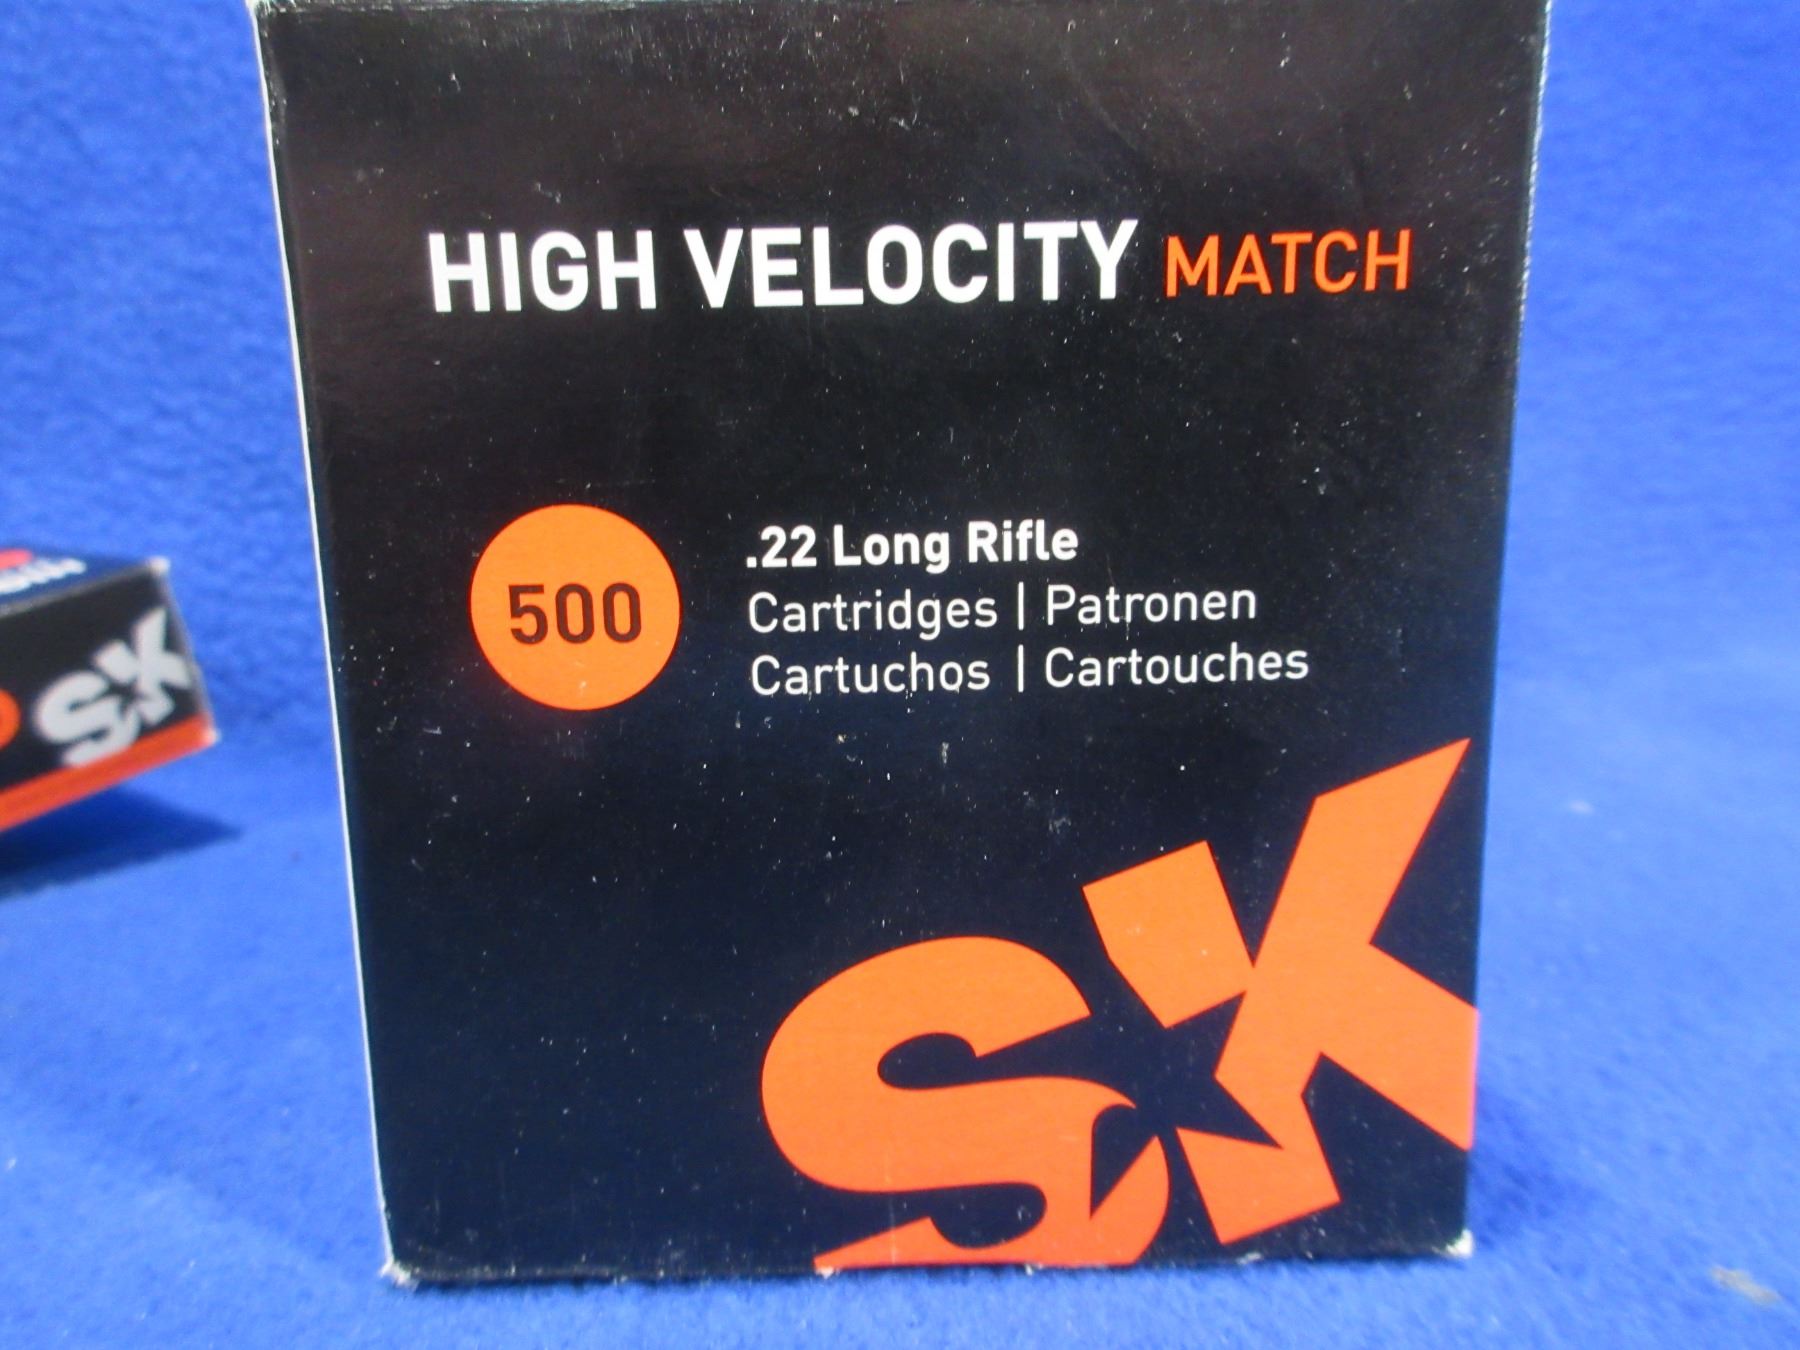 HIGH VELOCITY MATCH
500
.22 Long Rifle
Cartridges | Patronen
Cartuchos | Cartouches
SK
SK